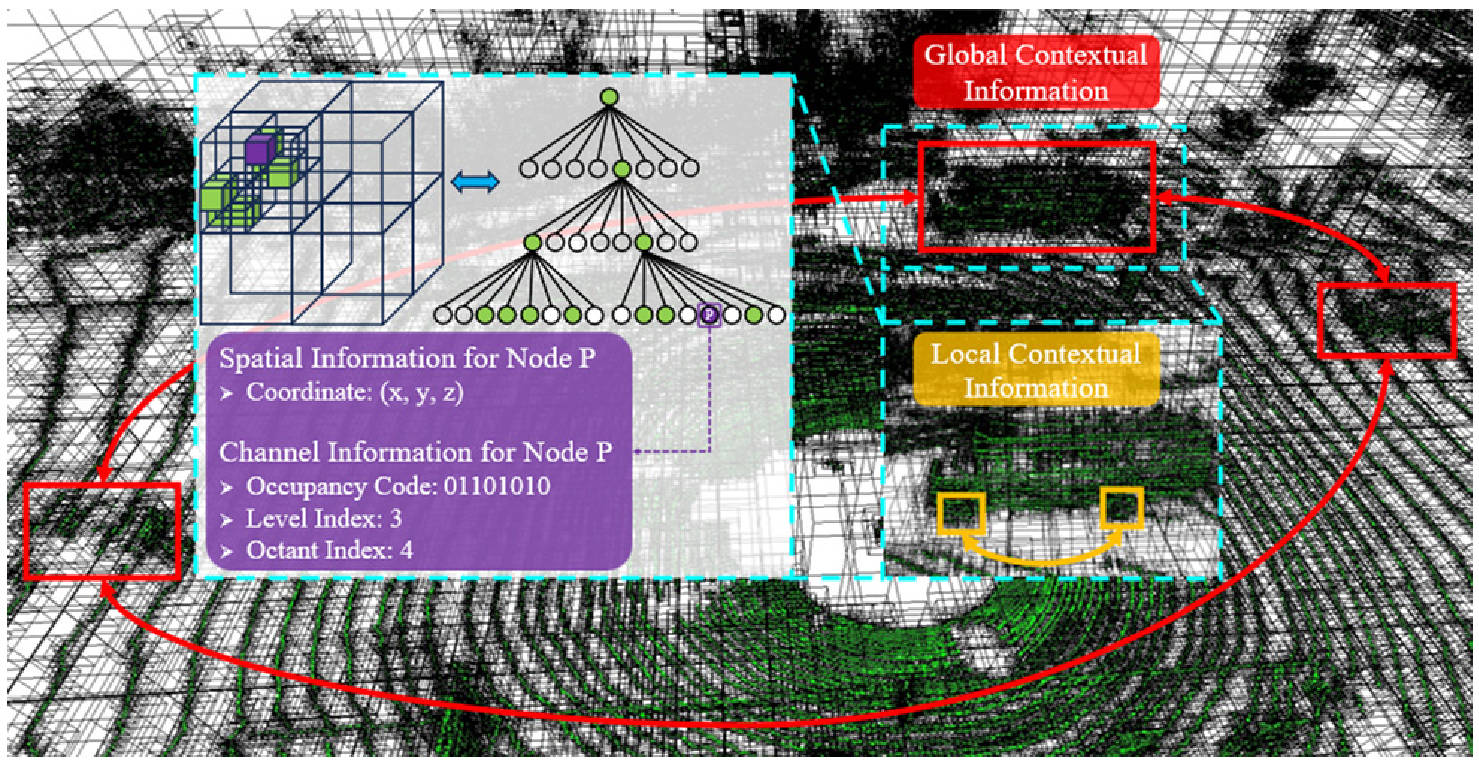 Global Contextual
Information
P
Spatial Information for Node P
➤ Coordinate: (x, y, z)
Channel Information for Node P
➤ Occupancy Code: 01101010
➤ Level Index: 3
➤ Octant Index: 4
Local Contextual
Information